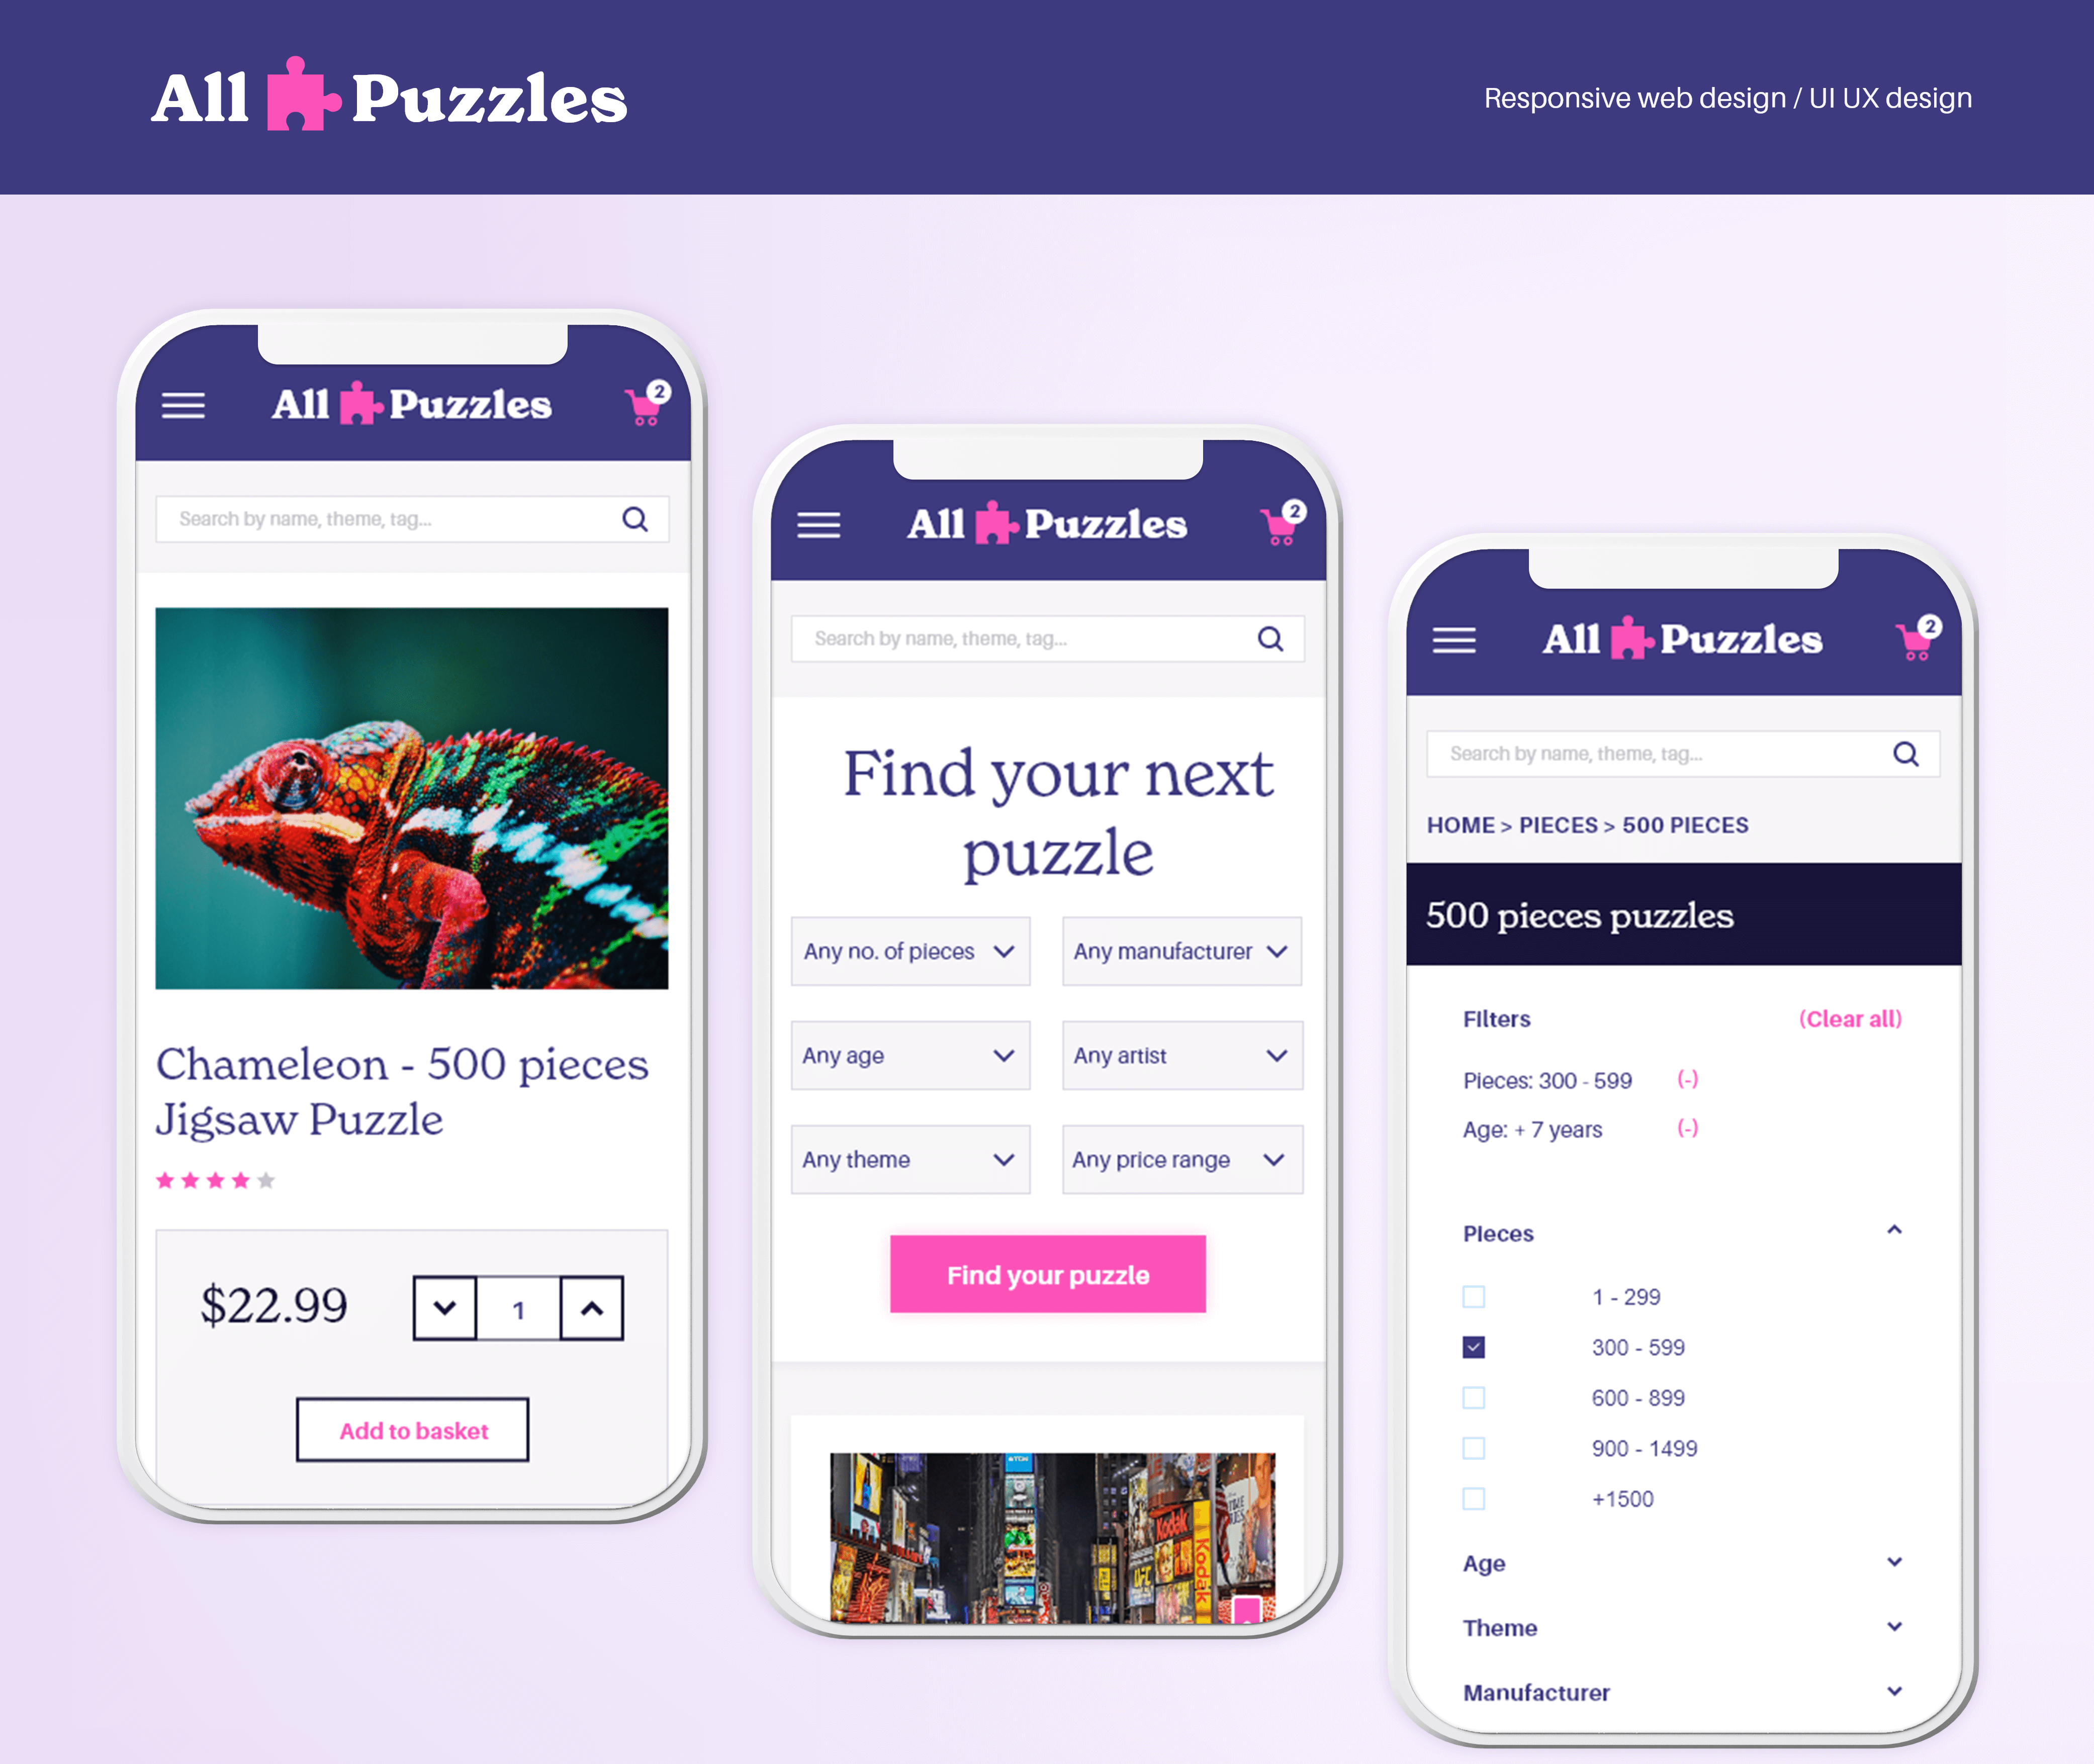 All Puzzles
Responsive web design / UI UX design
All Puzzles
2
Search by name, theme, tag...
Chameleon - 500 pieces
Jigsaw Puzzle
$22.99
1
Add to basket
All Puzzles
2
Search by name, theme, tag...
Find your next
puzzle
Any no. of pieces
Any manufacturer
Any age
Any artist
Any theme
Any price range
Find your puzzle
Kodak
Kodak
UFC
All Puzzles
2
Search by name, theme, tag...
HOME > PIECES > 500 PIECES
500 pieces puzzles
FIlters
(Clear all)
Pieces: 300 - 599 (-)
Age: + 7 years (-)
PIeces
1 - 299
300 - 599
600 - 899
900 - 1499
+1500
Age
Theme
Manufacturer